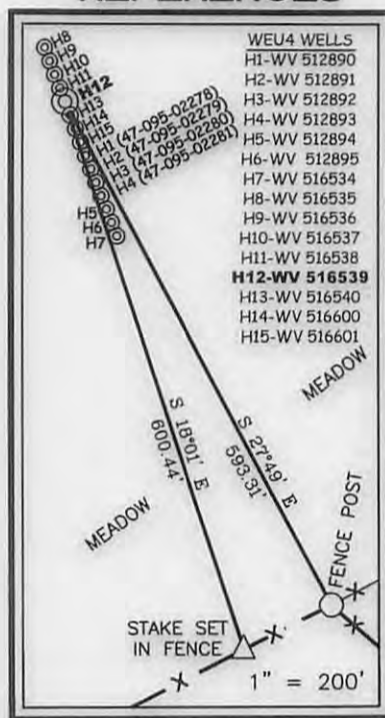 H8
H9
H10
H11
H12
H13
H14
H15
H1 (47-095-02278)
H2 (47-095-02279)
H3 (47-095-02280)
H4 (47-095-02281)
H5
H6
H7
WEU4 WELLS
H1-WV 512890
H2-WV 512891
H3-WV 512892
H4-WV 512893
H5-WV 512894
H6-WV 512895
H7-WV 516534
H8-WV 516535
H9-WV 516536
H10-WV 516537
H11-WV 516538
H12-WV 516539
H13-WV 516540
H14-WV 516600
H15-WV 516601
MEADOW
S 18°01' E
600.44'
S 27°49' E
593.31'
MEADOW
FENCE POST
STAKE SET
IN FENCE
1" = 200'